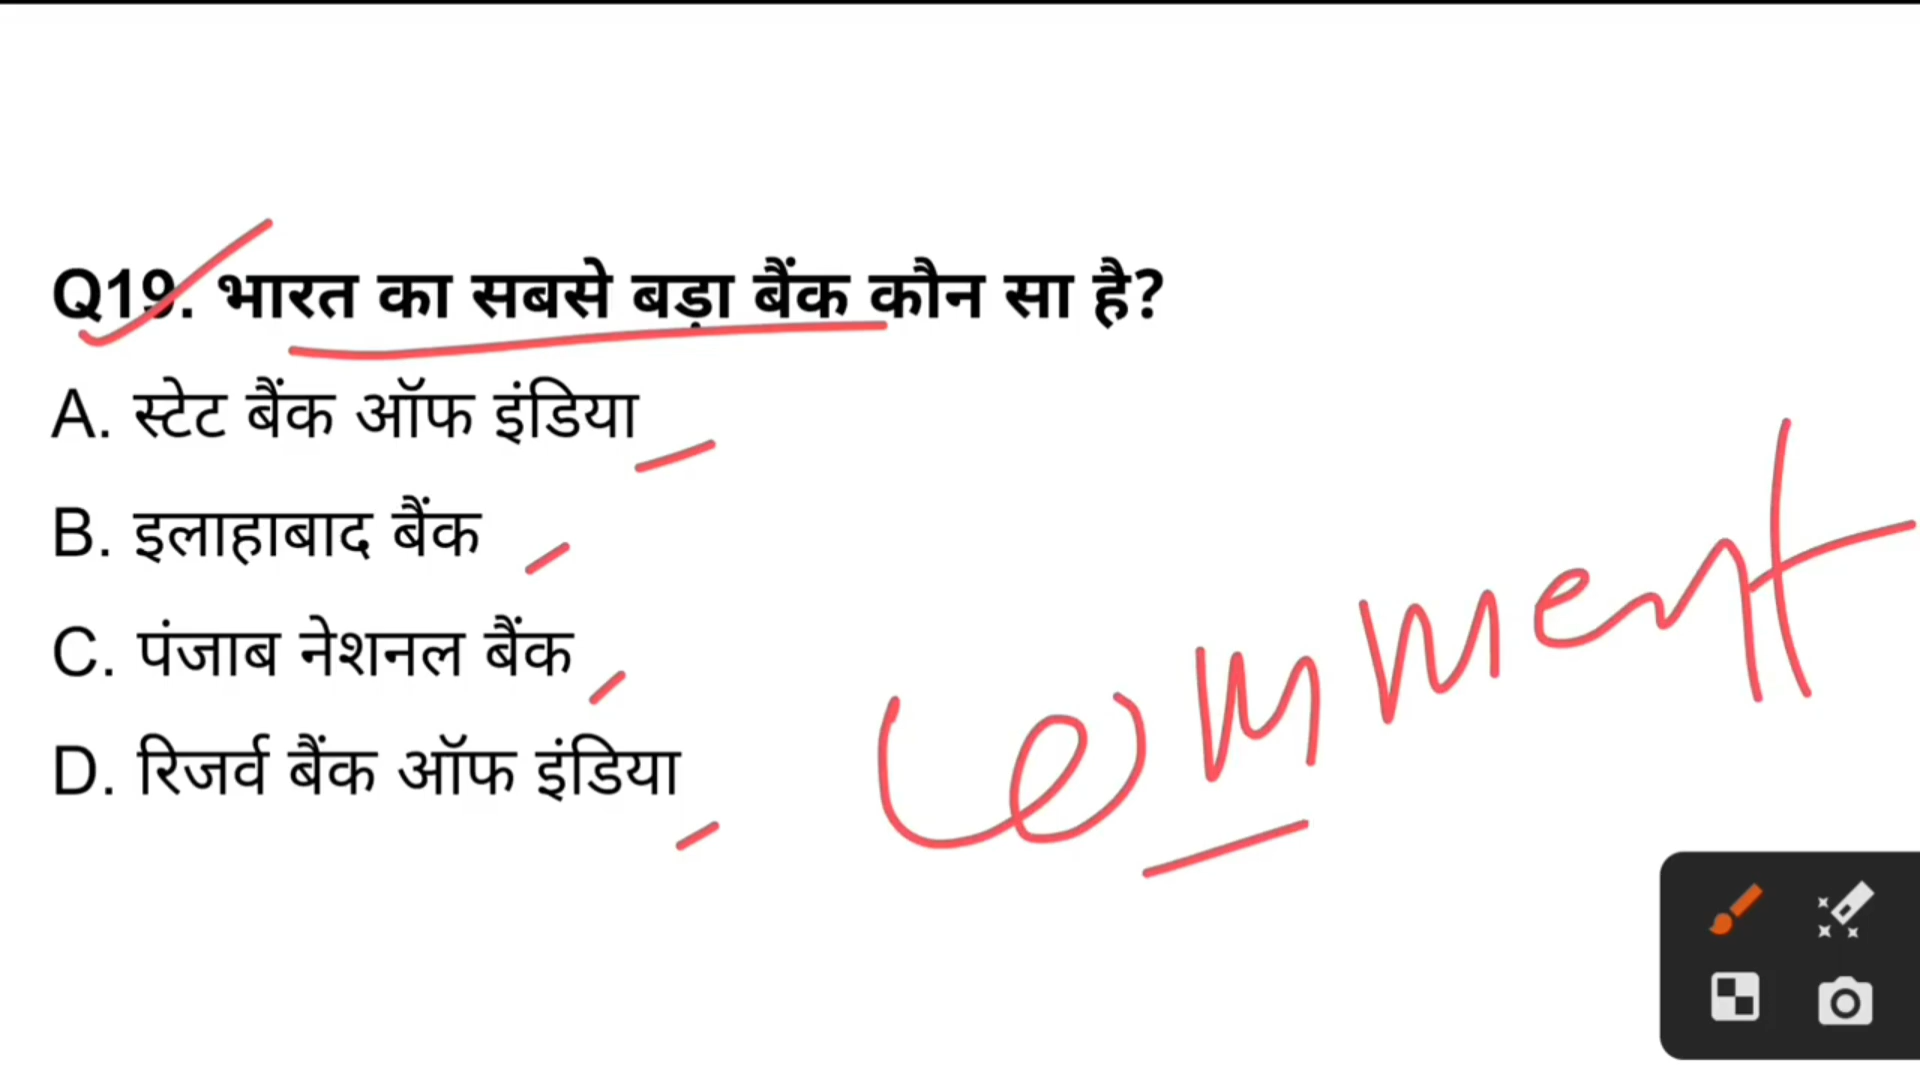 Q19. भारत का सबसे बड़ा बैंक कौन सा है?
A. स्टेट बैंक ऑफ इंडिया
B. इलाहाबाद बैंक
C. पंजाब नेशनल बैंक
D. रिजर्व बैंक ऑफ इंडिया
comment